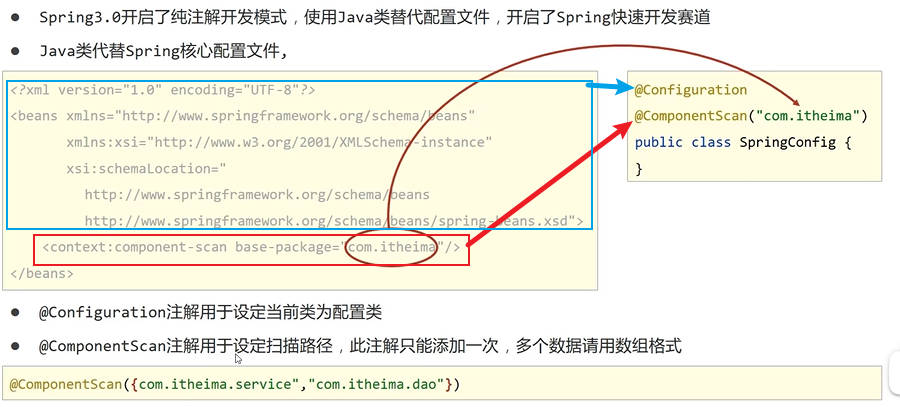 Spring3.0开启了纯注解开发模式，使用Java类替代配置文件，开启了Spring快速开发赛道
Java类代替Spring核心配置文件,
<?xml version="1.0" encoding="UTF-8"?>
<beans xmlns="http://www.springframework.org/schema/beans"
xmlns:xsi="http://www.w3.org/2001/XMLSchema-instance"
xsi:schemaLocation="
http://www.springframework.org/schema/beans
http://www.springframework.org/schema/beans/spring-beans.xsd">
<context:component-scan base-package="com.itheima"/>
</beans>
@Configuration
@ComponentScan("com.itheima")
public class SpringConfig {
}
@Configuration注解用于设定当前类为配置类
@ComponentScan注解用于设定扫描路径，此注解只能添加一次，多个数据请用数组格式
@ComponentScan({com.itheima.service","com.itheima.dao"})